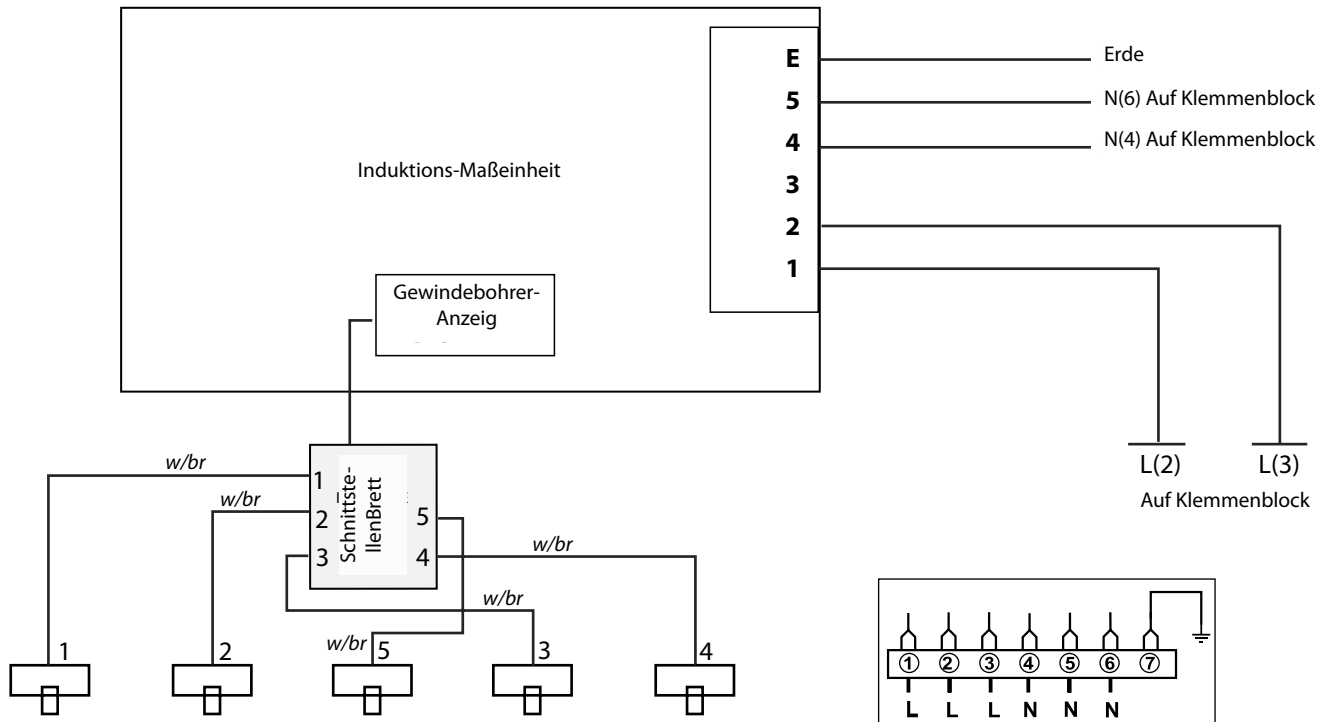 E
Erde
5
N(6) Auf Klemmenblock
4
N(4) Auf Klemmenblock
Induktions-Maßeinheit
3
2
1
Gewindebohrer-
Anzeig
L(2)
L(3)
Auf Klemmenblock
w/br
w/br
1
2
3
Schnittste-
llenBrett
5
4
w/br
w/br
w/br
1
2
5
3
4
1 2 3 4 5 6 7
L L L N N N